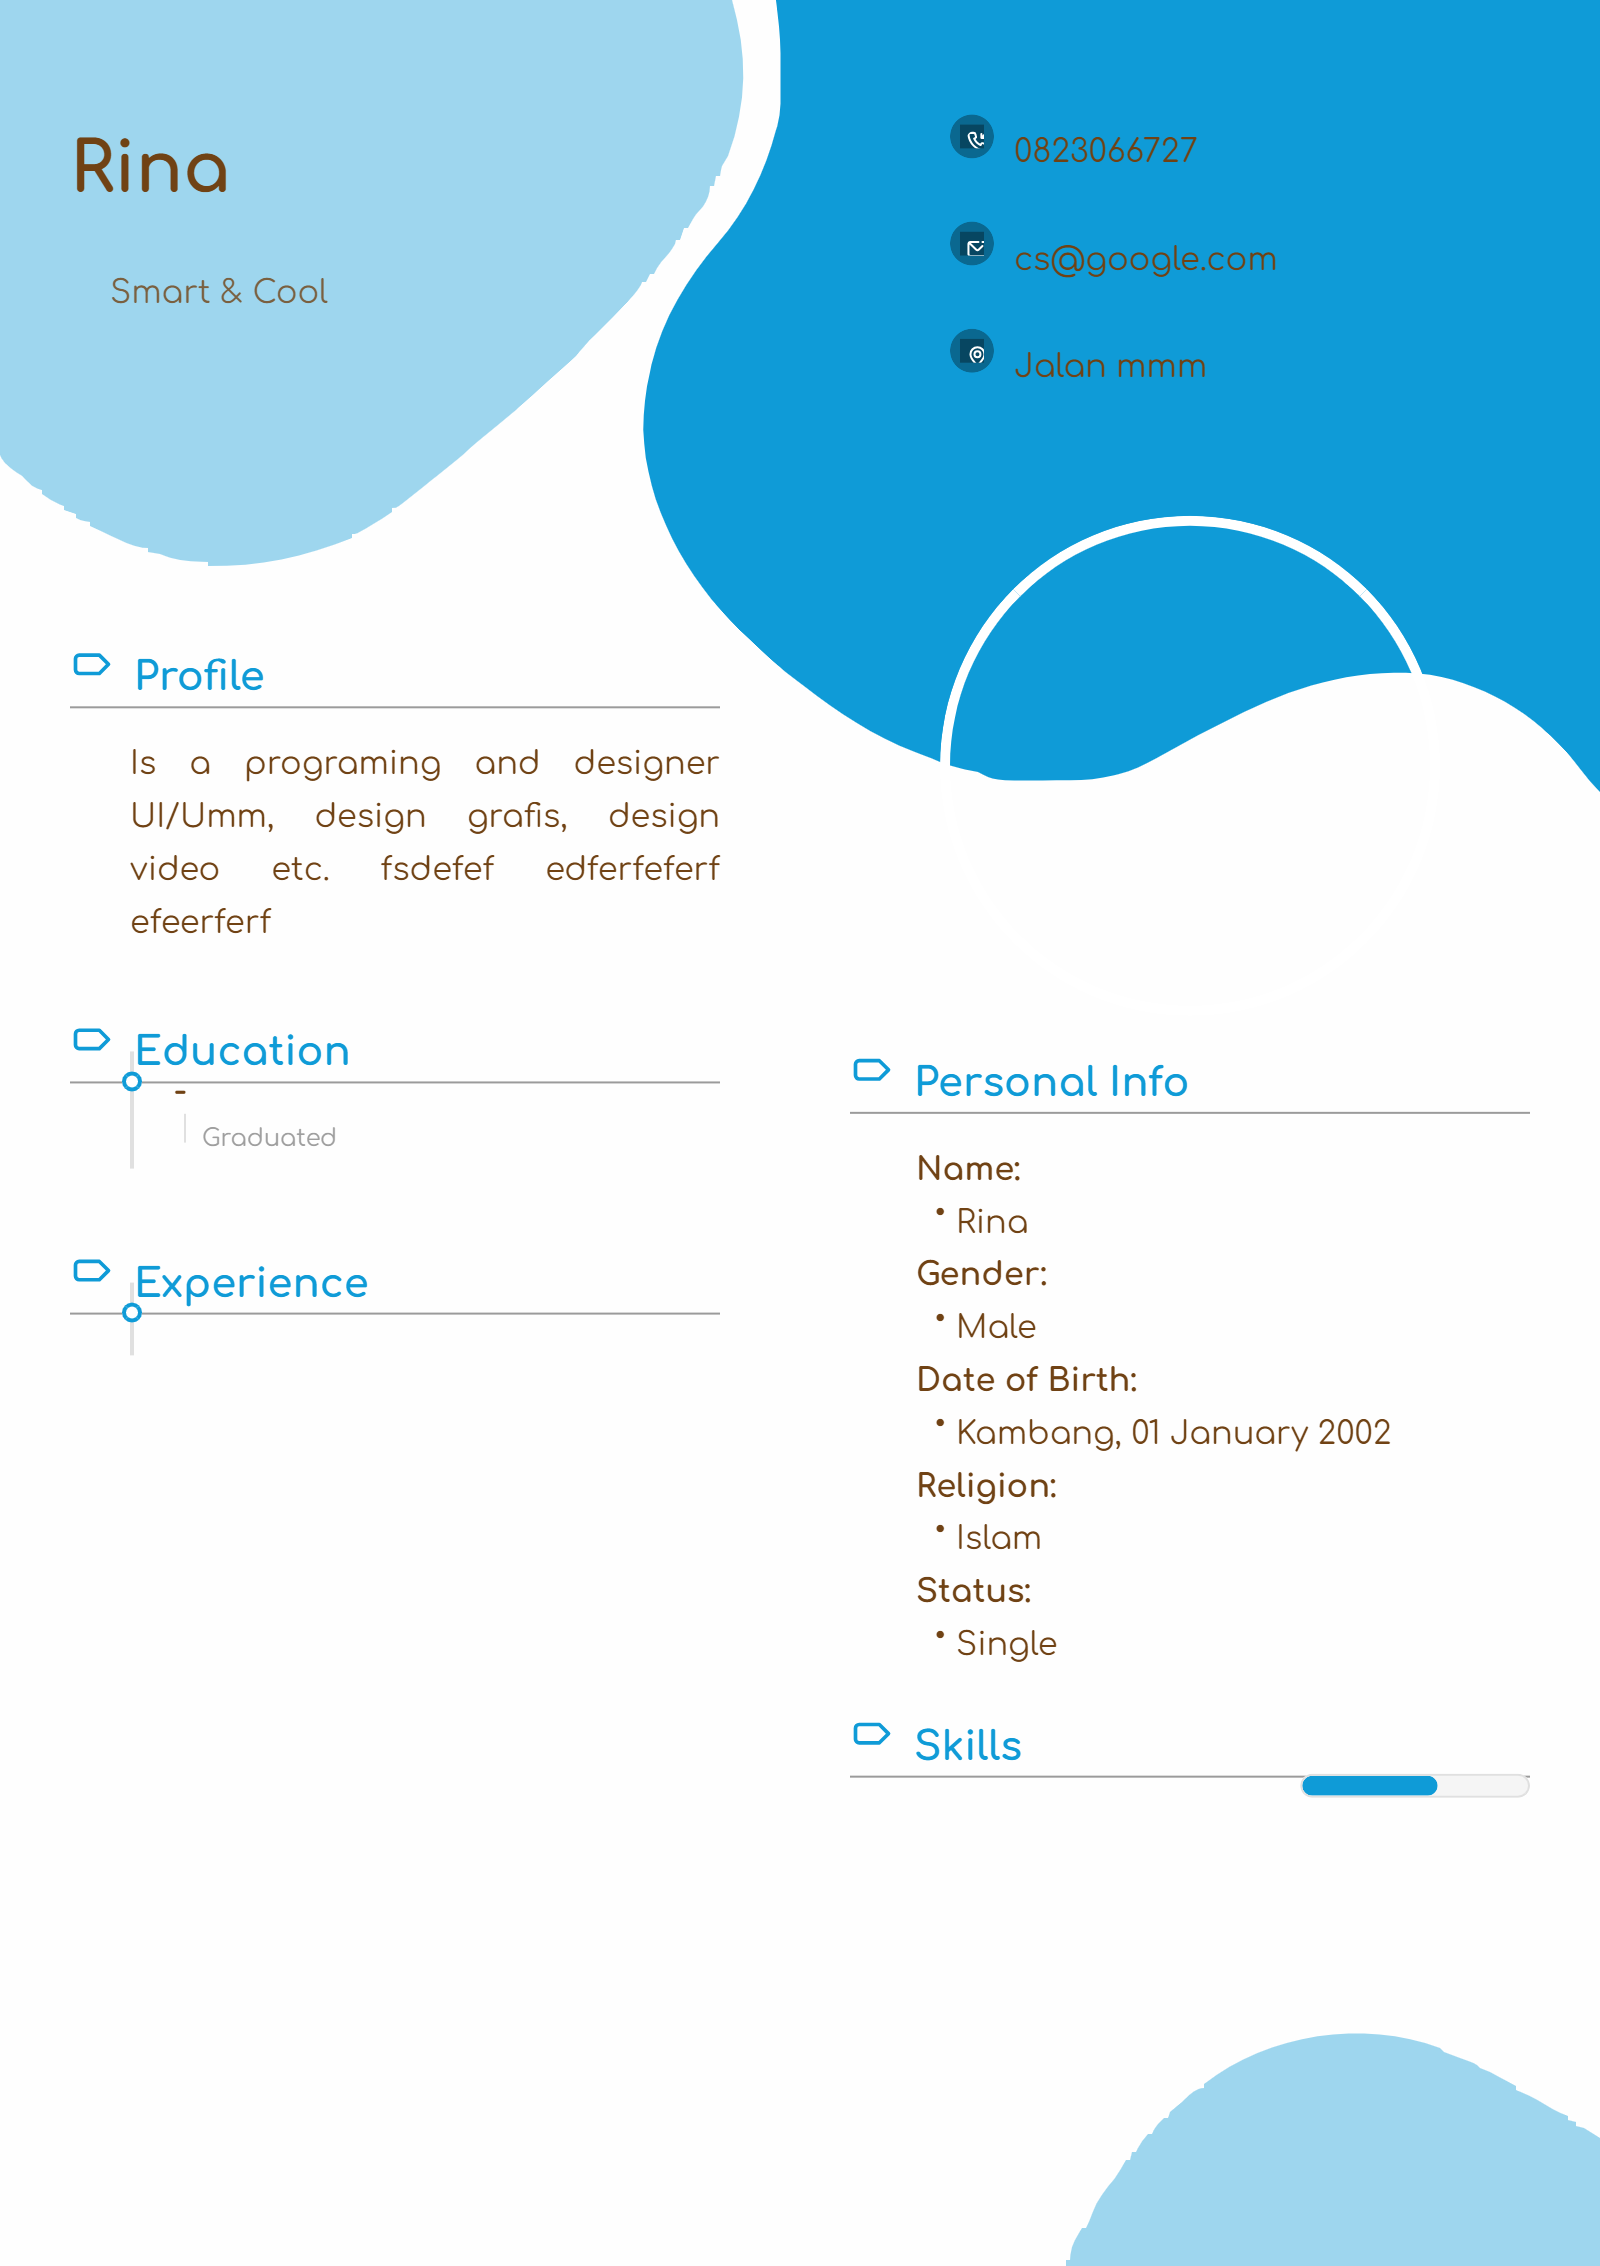 Rina
Smart & Cool
0823066727
cs@google.com
Jalan mmm
Profile
Is a programing and designer
UI/Umm, design grafis, design
video etc. fsdefef edferfeferf
efeerferf
Education
-
Graduated
Experience
Personal Info
Name:
• Rina
Gender:
• Male
Date of Birth:
• Kambang, 01 January 2002
Religion:
• Islam
Status:
• Single
Skills